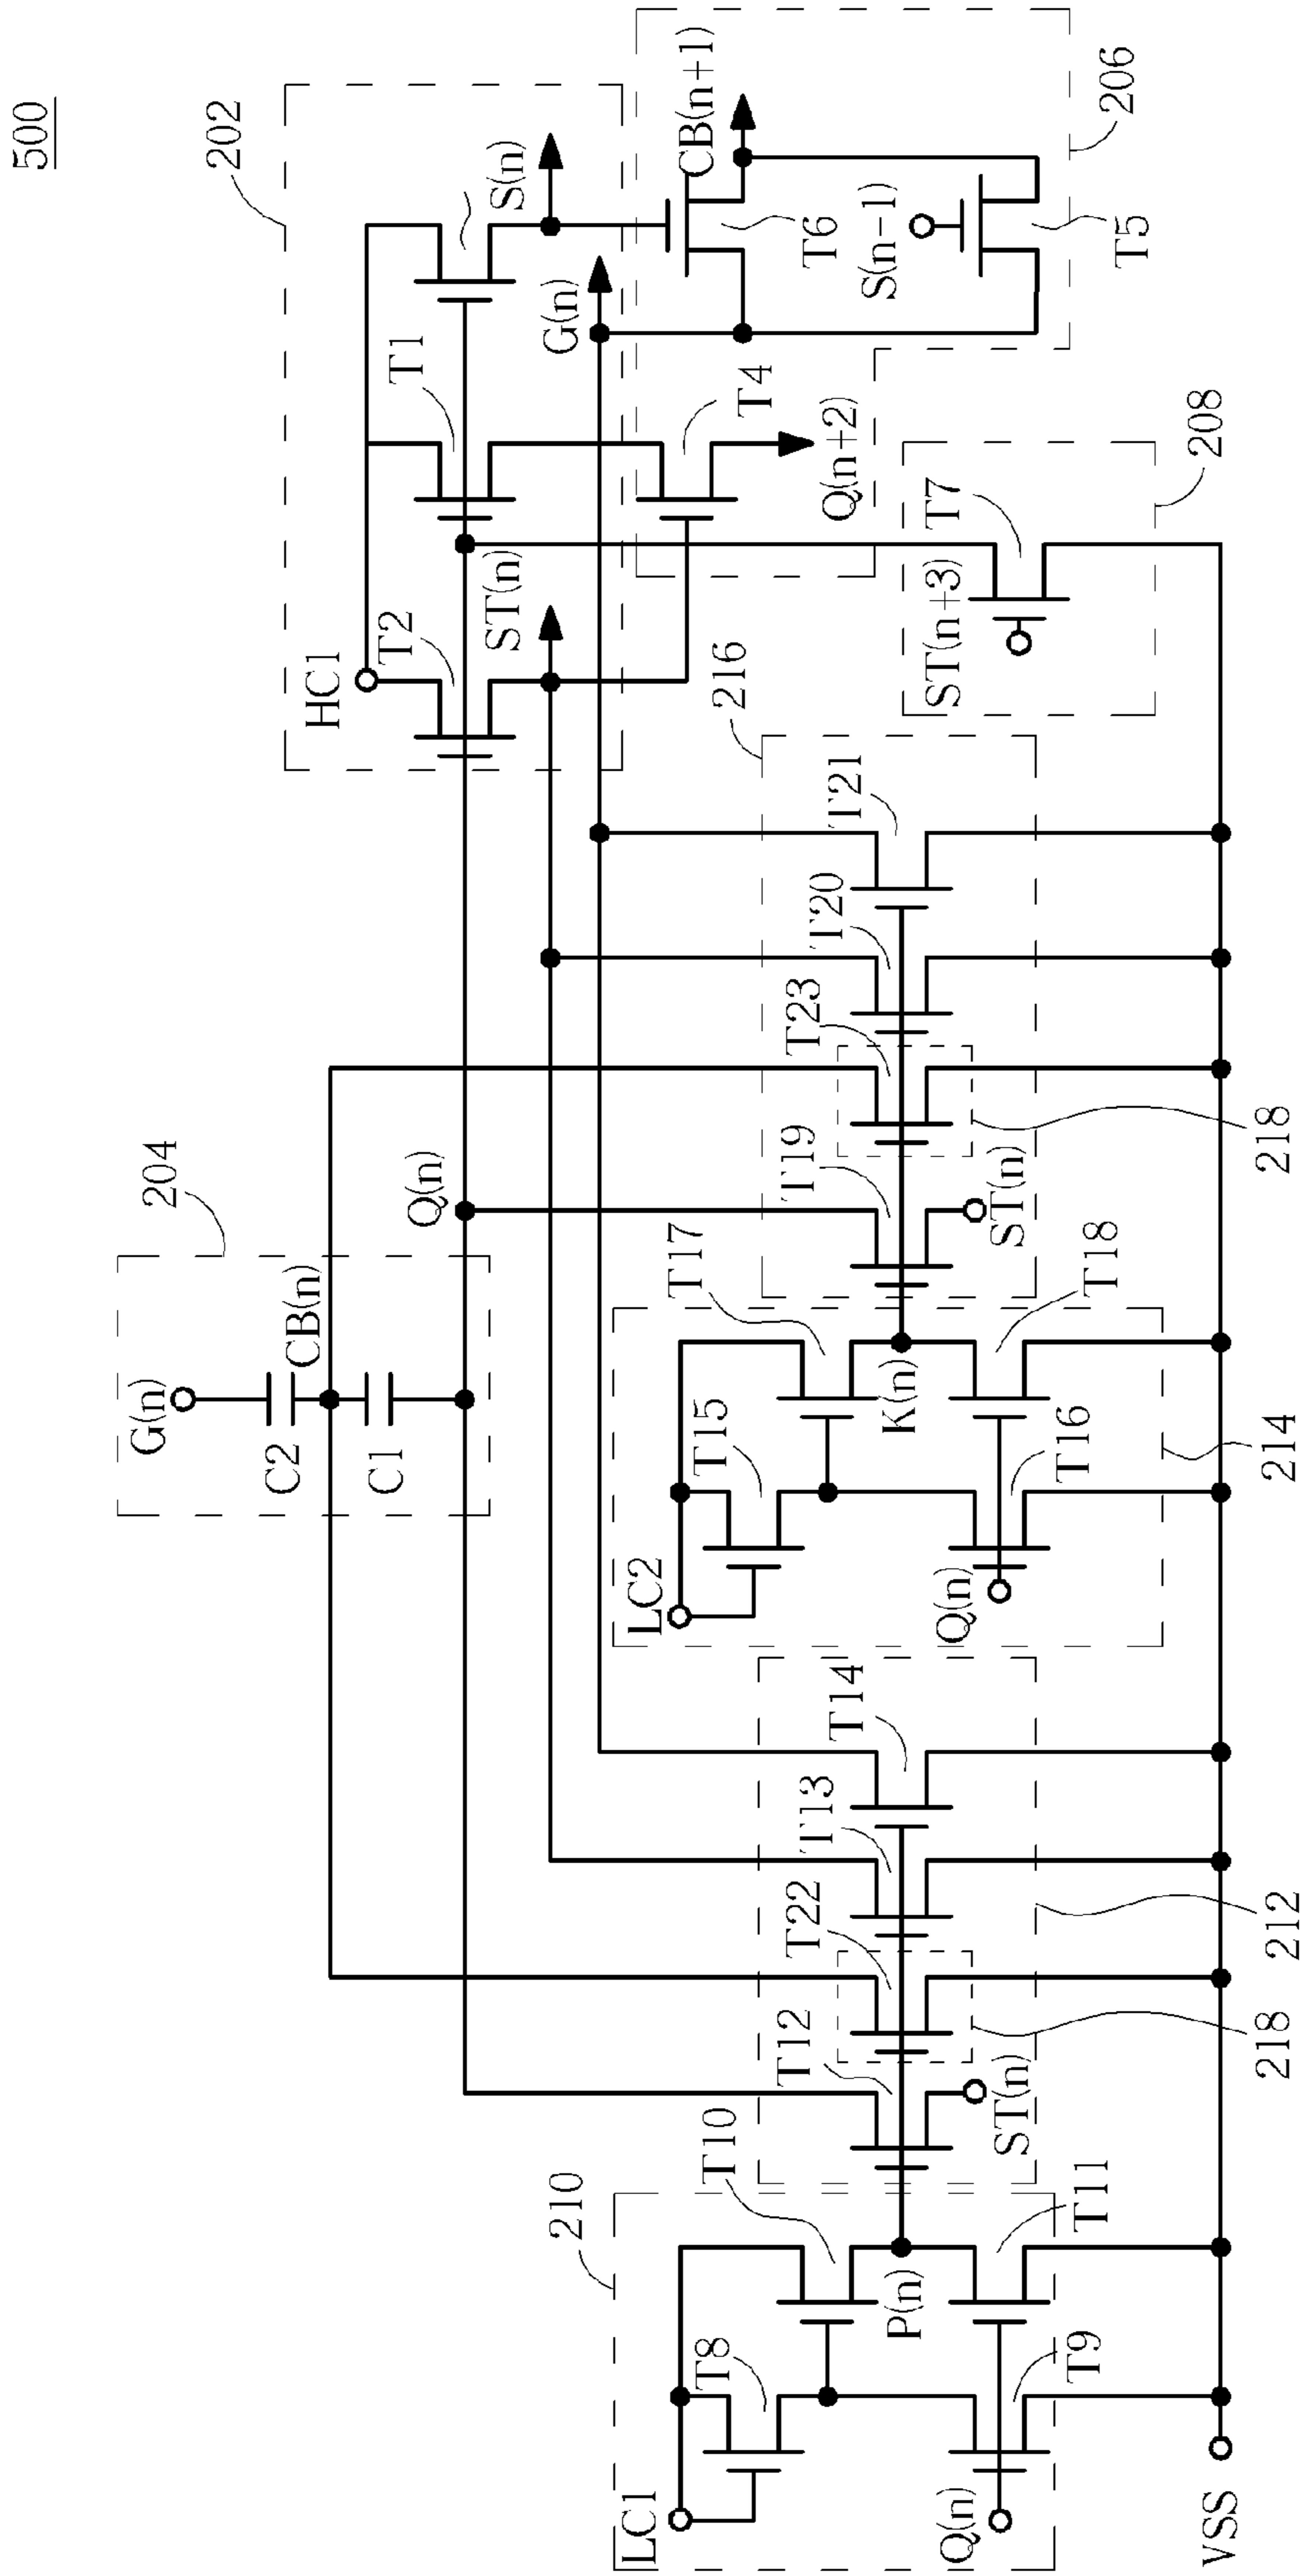 500
202
HC1
T2
T1
ST(n)
S(n)
G(n)
206
CB(n+1)
T6
S(n-1)
T5
T4
Q(n+2)
208
T7
ST(n+3)
204
G(n)
C2
CB(n)
C1
Q(n)
216
T19
T23
T20
T21
ST(n)
218
LC2
T15
T17
K(n)
Q(n)
T16
T18
214
T12
T22
T13
T14
ST(n)
218
212
210
LC1
T8
T10
P(n)
Q(n)
T9
T11
VSS